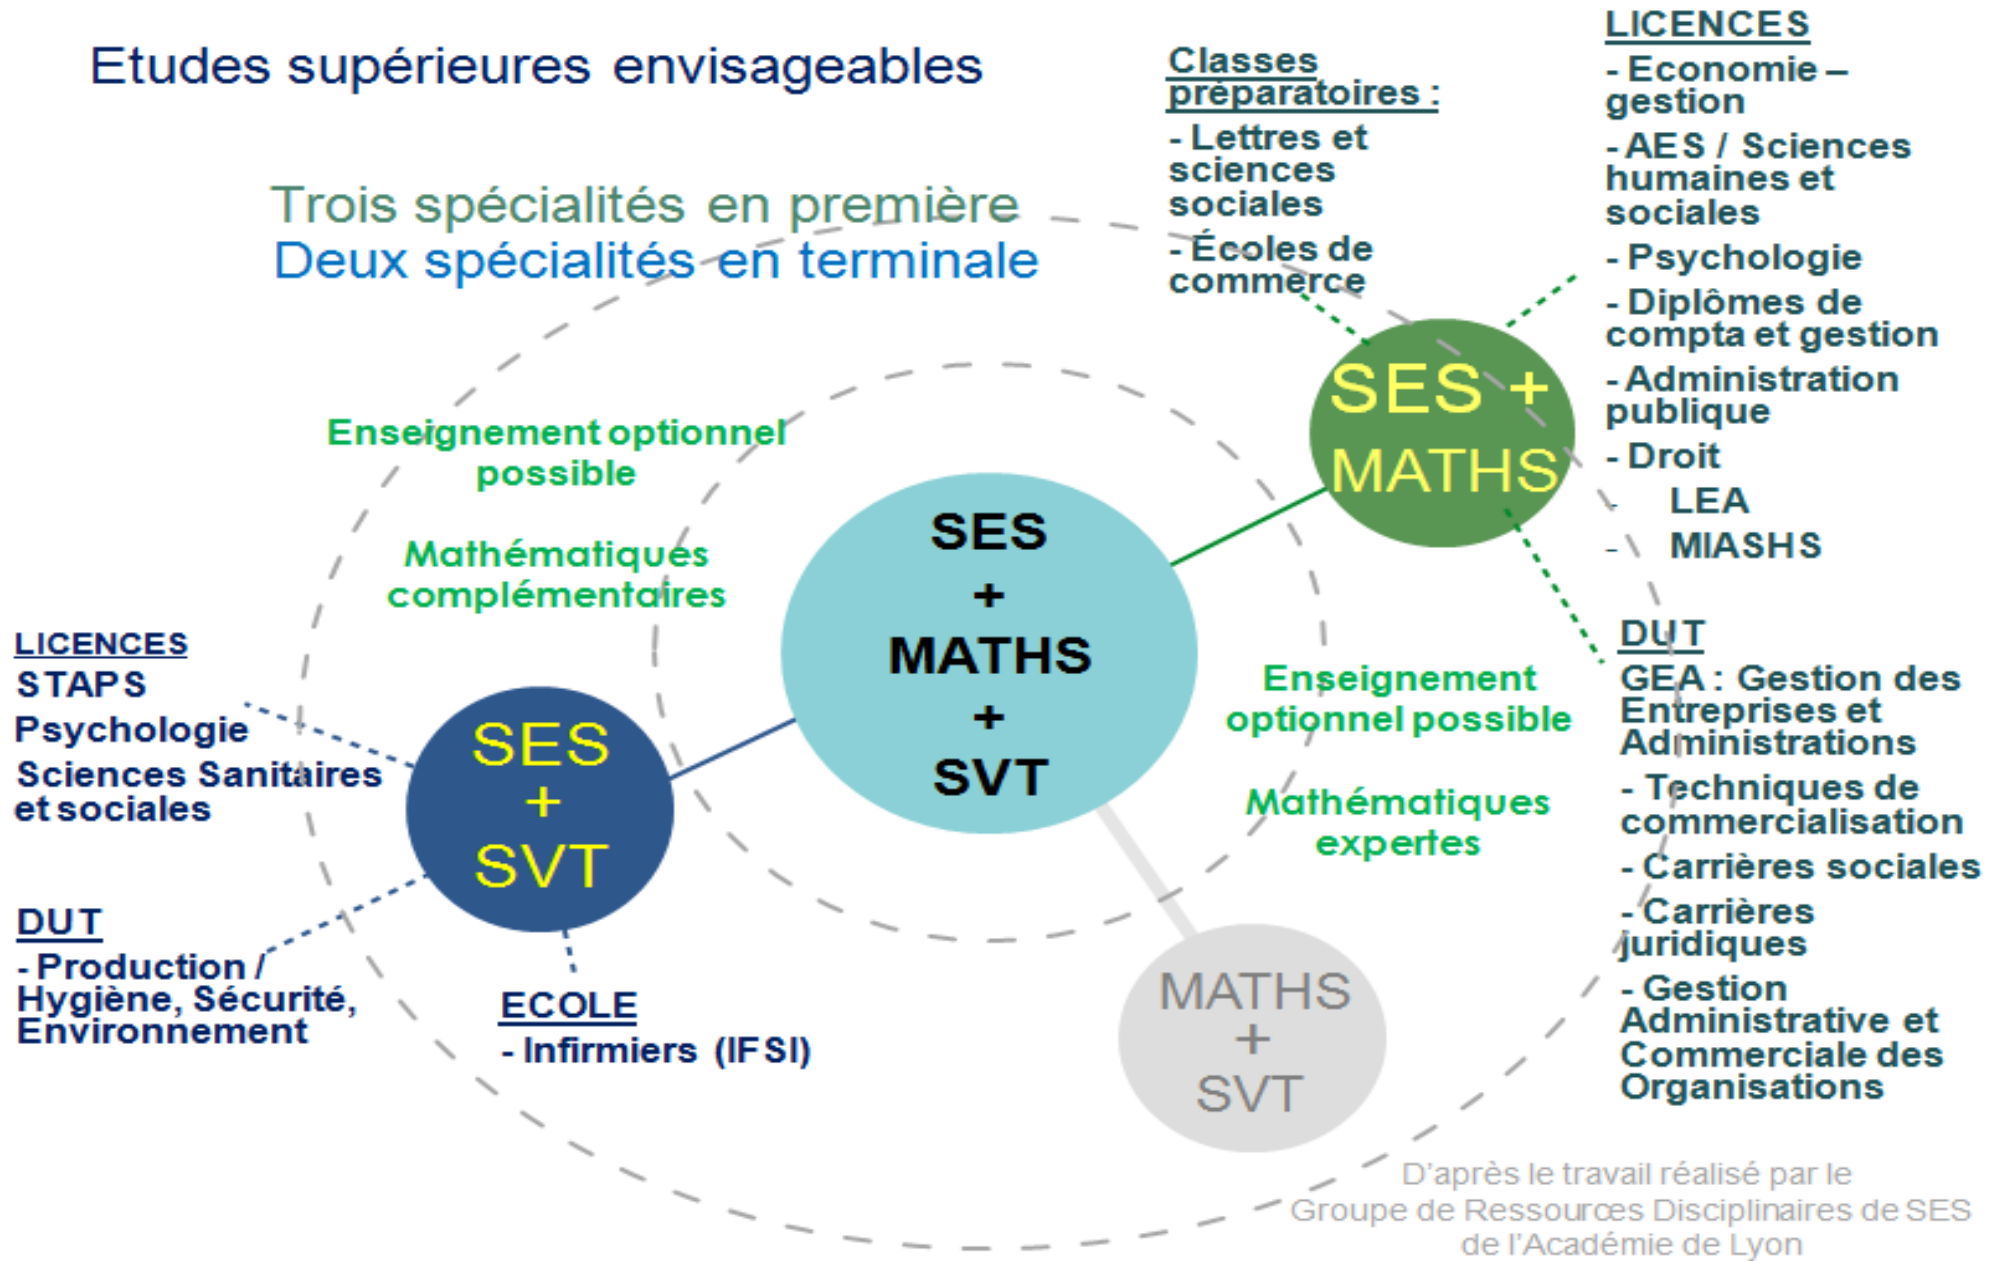 Etudes supérieures envisageables
Trois spécialités en première
Deux spécialités en terminale
Classes
préparatoires :
- Lettres et
sciences
sociales
- Écoles de
commerce
LICENCES
- Economie –
gestion
- AES / Sciences
humaines et
sociales
- Psychologie
- Diplômes de
compta et gestion
- Administration
publique
- Droit
- LEA
- MIASHS
SES +
MATHS
Enseignement optionnel
possible
Mathématiques
complémentaires
SES
+
MATHS
+
SVT
Enseignement
optionnel possible
Mathématiques
expertes
DUT
GEA : Gestion des
Entreprises et
Administrations
- Techniques de
commercialisation
- Carrières sociales
- Carrières
juridiques
- Gestion
Administrative et
Commerciale des
Organisations
LICENCES
STAPS
Psychologie
Sciences Sanitaires
et sociales
SES
+
SVT
DUT
- Production /
Hygiène, Sécurité,
Environnement
ECOLE
- Infirmiers (IFSI)
MATHS
+
SVT
D'après le travail réalisé par le
Groupe de Ressources Disciplinaires de SES
de l'Académie de Lyon